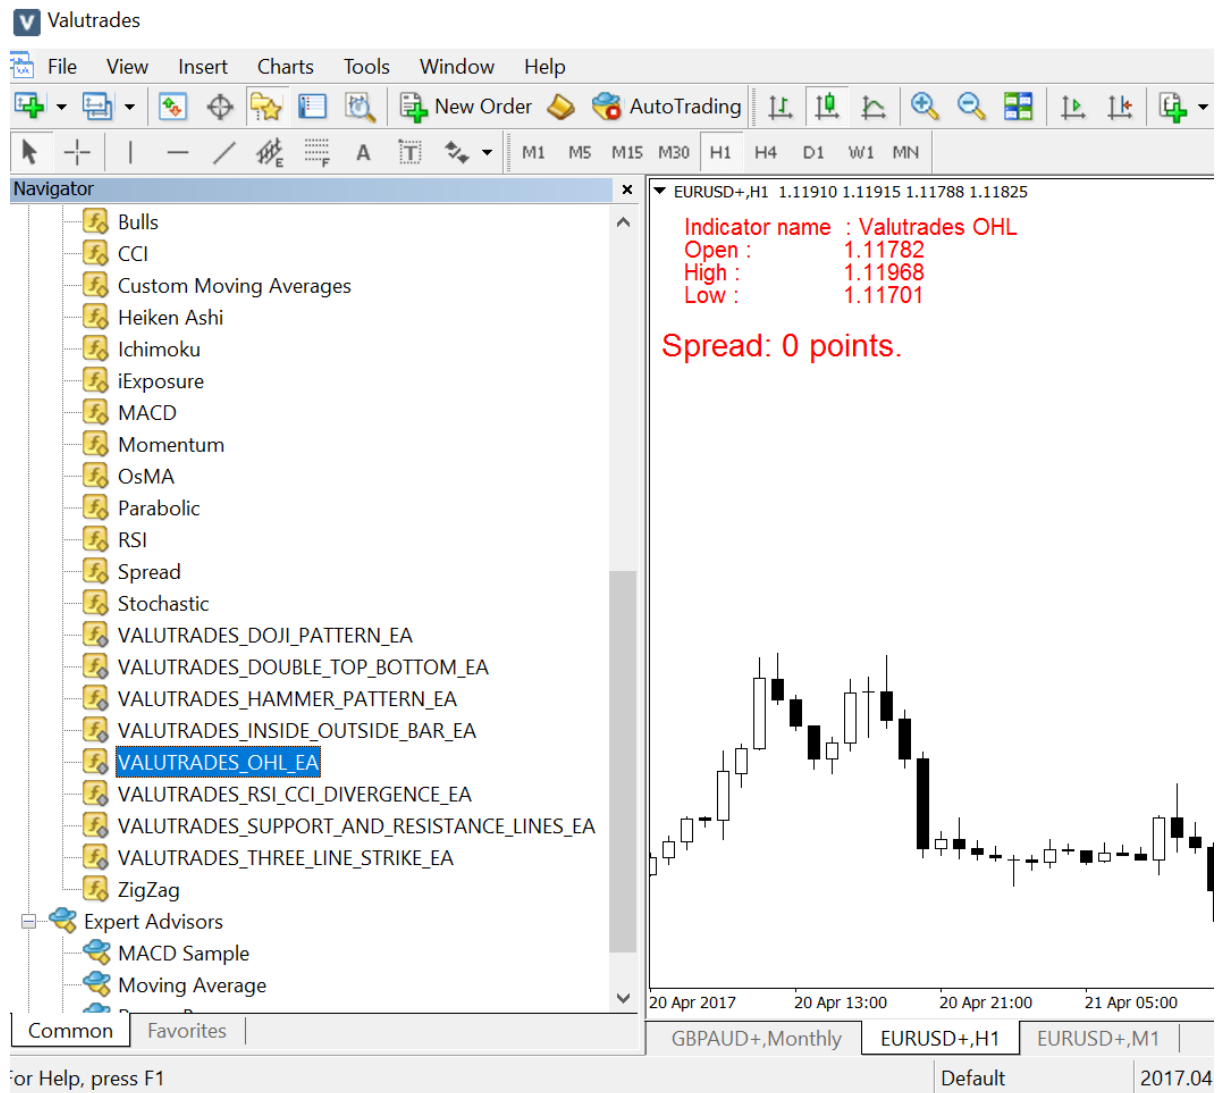 Valutrades
File View Insert Charts Tools Window Help
New Order AutoTrading
E F A T M1 M5 M15 M30 H1 H4 D1 W1 MN
Navigator
Bulls
CCI
Custom Moving Averages
Heiken Ashi
Ichimoku
iExposure
MACD
Momentum
OsMA
Parabolic
RSI
Spread
Stochastic
VALUTRADES_DOJI_PATTERN_EA
VALUTRADES_DOUBLE_TOP_BOTTOM_EA
VALUTRADES_HAMMER_PATTERN_EA
VALUTRADES_INSIDE_OUTSIDE_BAR_EA
VALUTRADES_OHL_EA
VALUTRADES_RSI_CCI_DIVERGENCE_EA
VALUTRADES_SUPPORT_AND_RESISTANCE_LINES_EA
VALUTRADES_THREE_LINE_STRIKE_EA
ZigZag
Expert Advisors
MACD Sample
Moving Average
Common Favorites
EURUSD+,H1 1.11910 1.11915 1.11788 1.11825
Indicator name : Valutrades OHL
Open : 1.11782
High : 1.11968
Low : 1.11701
Spread: 0 points.
20 Apr 2017 20 Apr 13:00 20 Apr 21:00 21 Apr 05:00
GBPAUD+,Monthly EURUSD+,H1 EURUSD+,M1
For Help, press F1 Default 2017.04